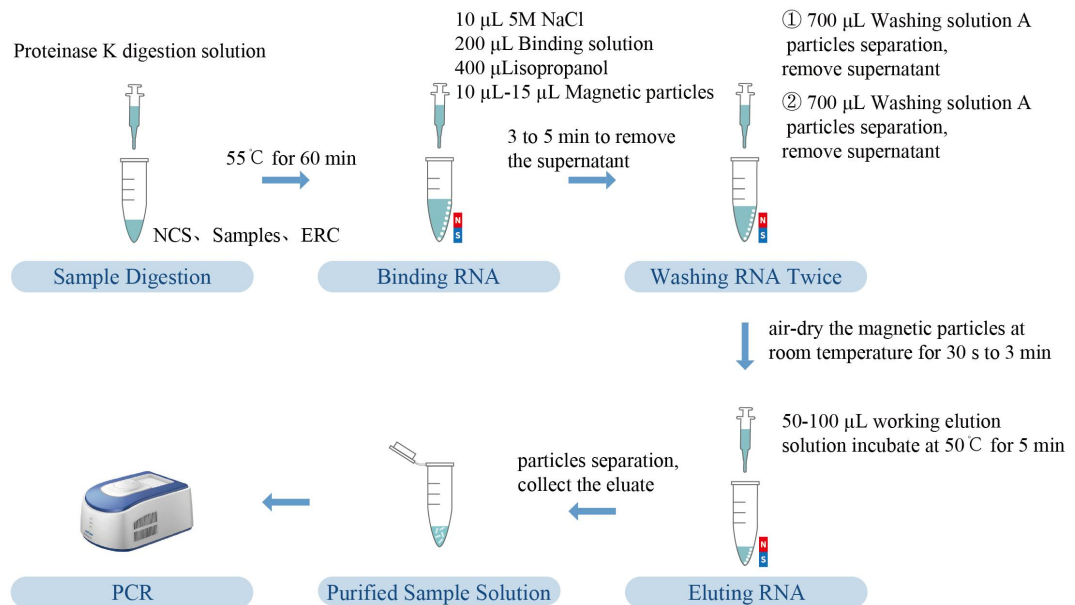 Proteinase K digestion solution
55℃ for 60 min
NCS、Samples、ERC
Sample Digestion
10 μL 5M NaCl
200 μL Binding solution
400 μLisopropanol
10 μL-15 μL Magnetic particles
3 to 5 min to remove
the supernatant
N
S
Binding RNA
① 700 μL Washing solution A
particles separation,
remove supernatant
② 700 μL Washing solution A
particles separation,
remove supernatant
N
S
Washing RNA Twice
air-dry the magnetic particles at
room temperature for 30 s to 3 min
50-100 μL working elution
solution incubate at 50℃ for 5 min
N
S
Eluting RNA
particles separation,
collect the eluate
Purified Sample Solution
PCR